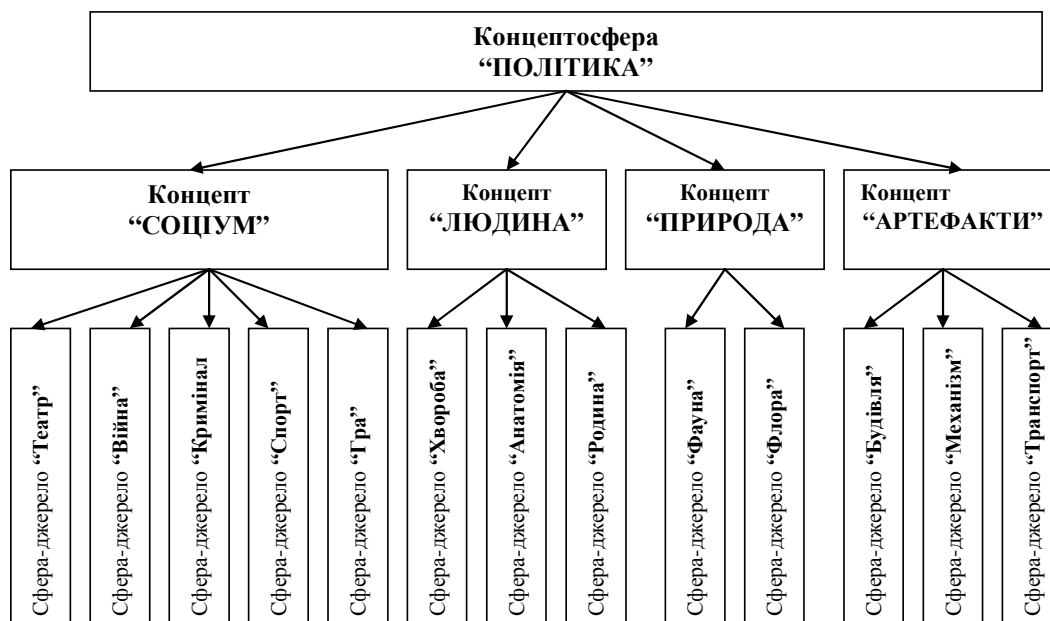 Концептосфера
“ПОЛІТИКА”
Концепт
“СОЦІУМ”
Концепт
“ЛЮДИНА”
Концепт
“ПРИРОДА”
Концепт
“АРТЕФАКТИ”
Сфера-джерело “Театр”
Сфера-джерело “Війна”
Сфера-джерело “Кримінал
Сфера-джерело “Спорт”
Сфера-джерело “Гра”
Сфера-джерело “Хвороба”
Сфера-джерело “Анатомія”
Сфера-джерело “Родина”
Сфера-джерело “Фауна”
Сфера-джерело “Флора”
Сфера-джерело “Будівля”
Сфера-джерело “Механізм”
Сфера-джерело “Транспорт”